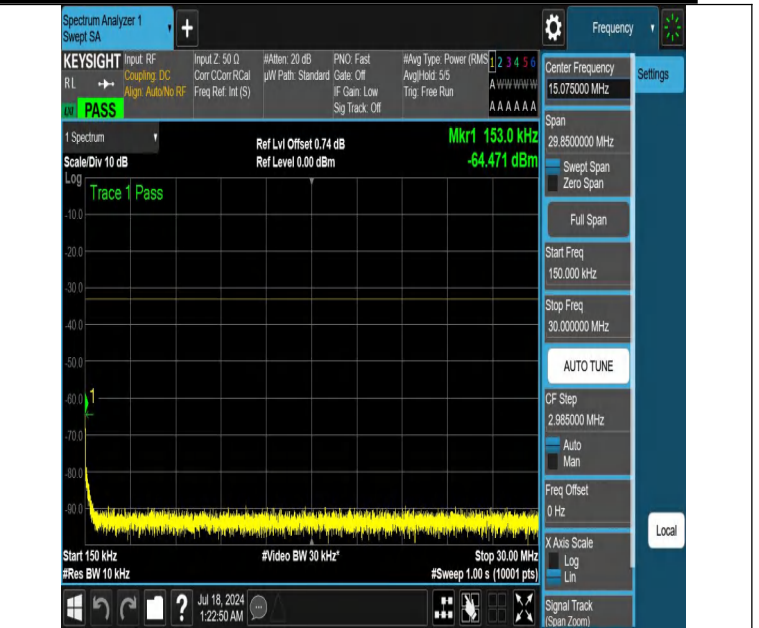 Spectrum Analyzer 1
Swept SA
+
Frequency
KEYSIGHT
RL
PASS
Input: RF
Coupling: DC
Align: Auto/No RF
Input Z: 50 Ω
Corr CCorr RCal
Freq Ref: Int (S)
#Atten: 20 dB
µW Path: Standard
PNO: Fast
Gate: Off
IF Gain: Low
Sig Track: Off
#Avg Type: Power (RMS
Avg|Hold: 5/5
Trig: Free Run
1 2 3 4 5 6
A W W W W W
A A A A A A
1 Spectrum
Scale/Div 10 dB
Ref Lvl Offset 0.74 dB
Ref Level 0.00 dBm
Mkr1 153.0 kHz
-64.471 dBm
Log
Trace 1 Pass
-10.0
-20.0
-30.0
-40.0
-50.0
-60.0
1
-70.0
-80.0
-90.0
Start 150 kHz
#Res BW 10 kHz
#Video BW 30 kHz*
Stop 30.00 MHz
#Sweep 1.00 s (10001 pts)
?
Jul 18, 2024
1:22:50 AM
Center Frequency
15.075000 MHz
Settings
Span
29.8500000 MHz
Swept Span
Zero Span
Full Span
Start Freq
150.000 kHz
Stop Freq
30.000000 MHz
AUTO TUNE
CF Step
2.985000 MHz
Auto
Man
Freq Offset
0 Hz
X Axis Scale
Log
Lin
Local
Signal Track
(Span Zoom)